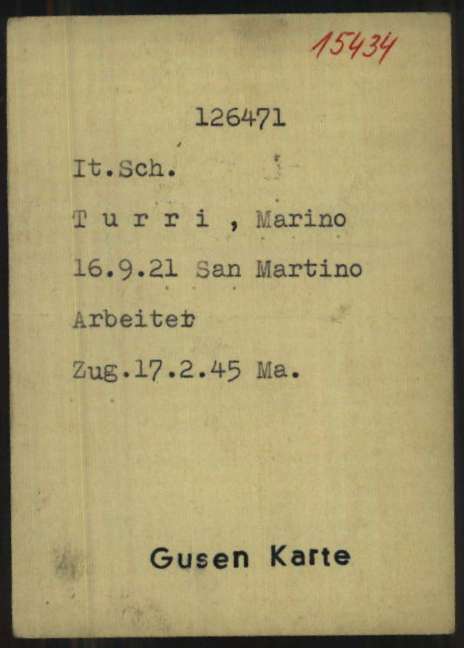 15434
126471
It.Sch.
T u r r i , Marino
16.9.21 San Martino
Arbeiter
Zug.17.2.45 Ma.
Gusen Karte